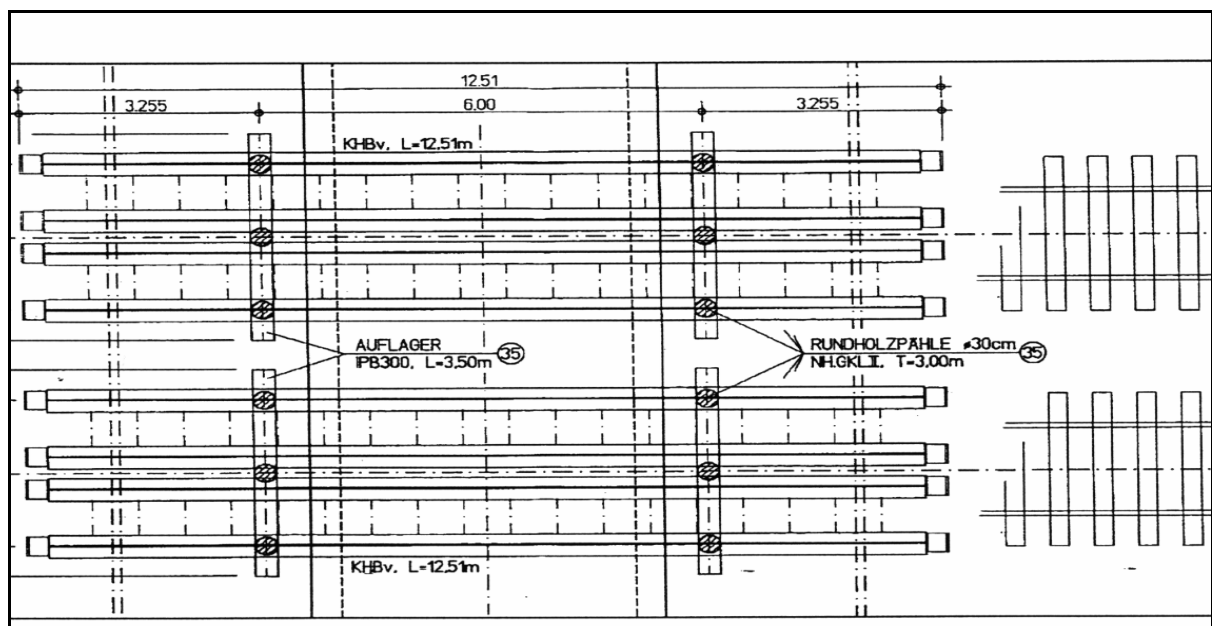 12.51
3.255
6.00
3.255
KHBv, L=12.51m
AUFLAGER
IPB300, L=3,50m
35
RUNDHOLZPÄHLE ø30cm
NH.GKL.II, T=3,00m
35
KHBv, L=12.51m